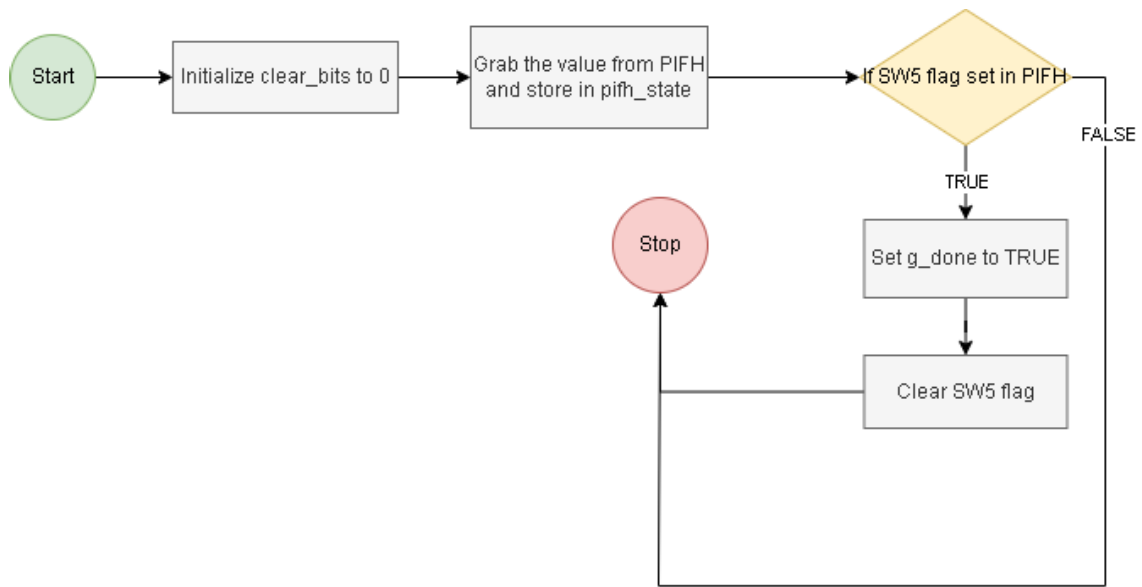 Start
Initialize clear_bits to 0
Grab the value from PIFH
and store in pifh_state
If SW5 flag set in PIFH
FALSE
TRUE
Stop
Set g_done to TRUE
Clear SW5 flag